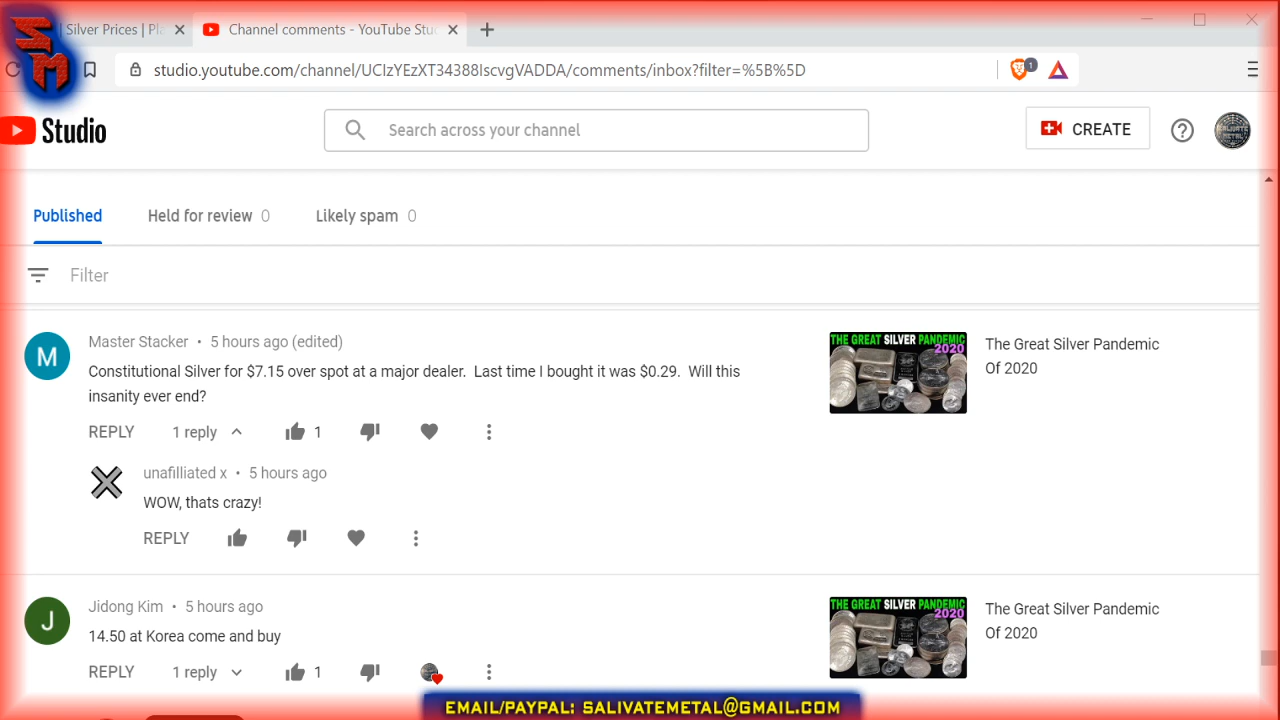 SM
Silver Prices | Pla
Channel comments - YouTube Stud
studio.youtube.com/channel/UCIzYEzXT34388IscvgVADDA/comments/inbox?filter=%5B%5D
1
Studio
Search across your channel
CREATE
Published
Held for review 0
Likely spam 0
Filter
M
Master Stacker • 5 hours ago (edited)
Constitutional Silver for $7.15 over spot at a major dealer. Last time I bought it was $0.29. Will this
insanity ever end?
REPLY 1 reply 1
THE GREAT SILVER PANDEMIC
2020
The Great Silver Pandemic
Of 2020
unafilliated x • 5 hours ago
WOW, thats crazy!
REPLY
J
Jidong Kim • 5 hours ago
14.50 at Korea come and buy
REPLY 1 reply 1
THE GREAT SILVER PANDEMIC
2020
The Great Silver Pandemic
Of 2020
EMAIL/PAYPAL: SALIVATEMETAL@GMAIL.COM